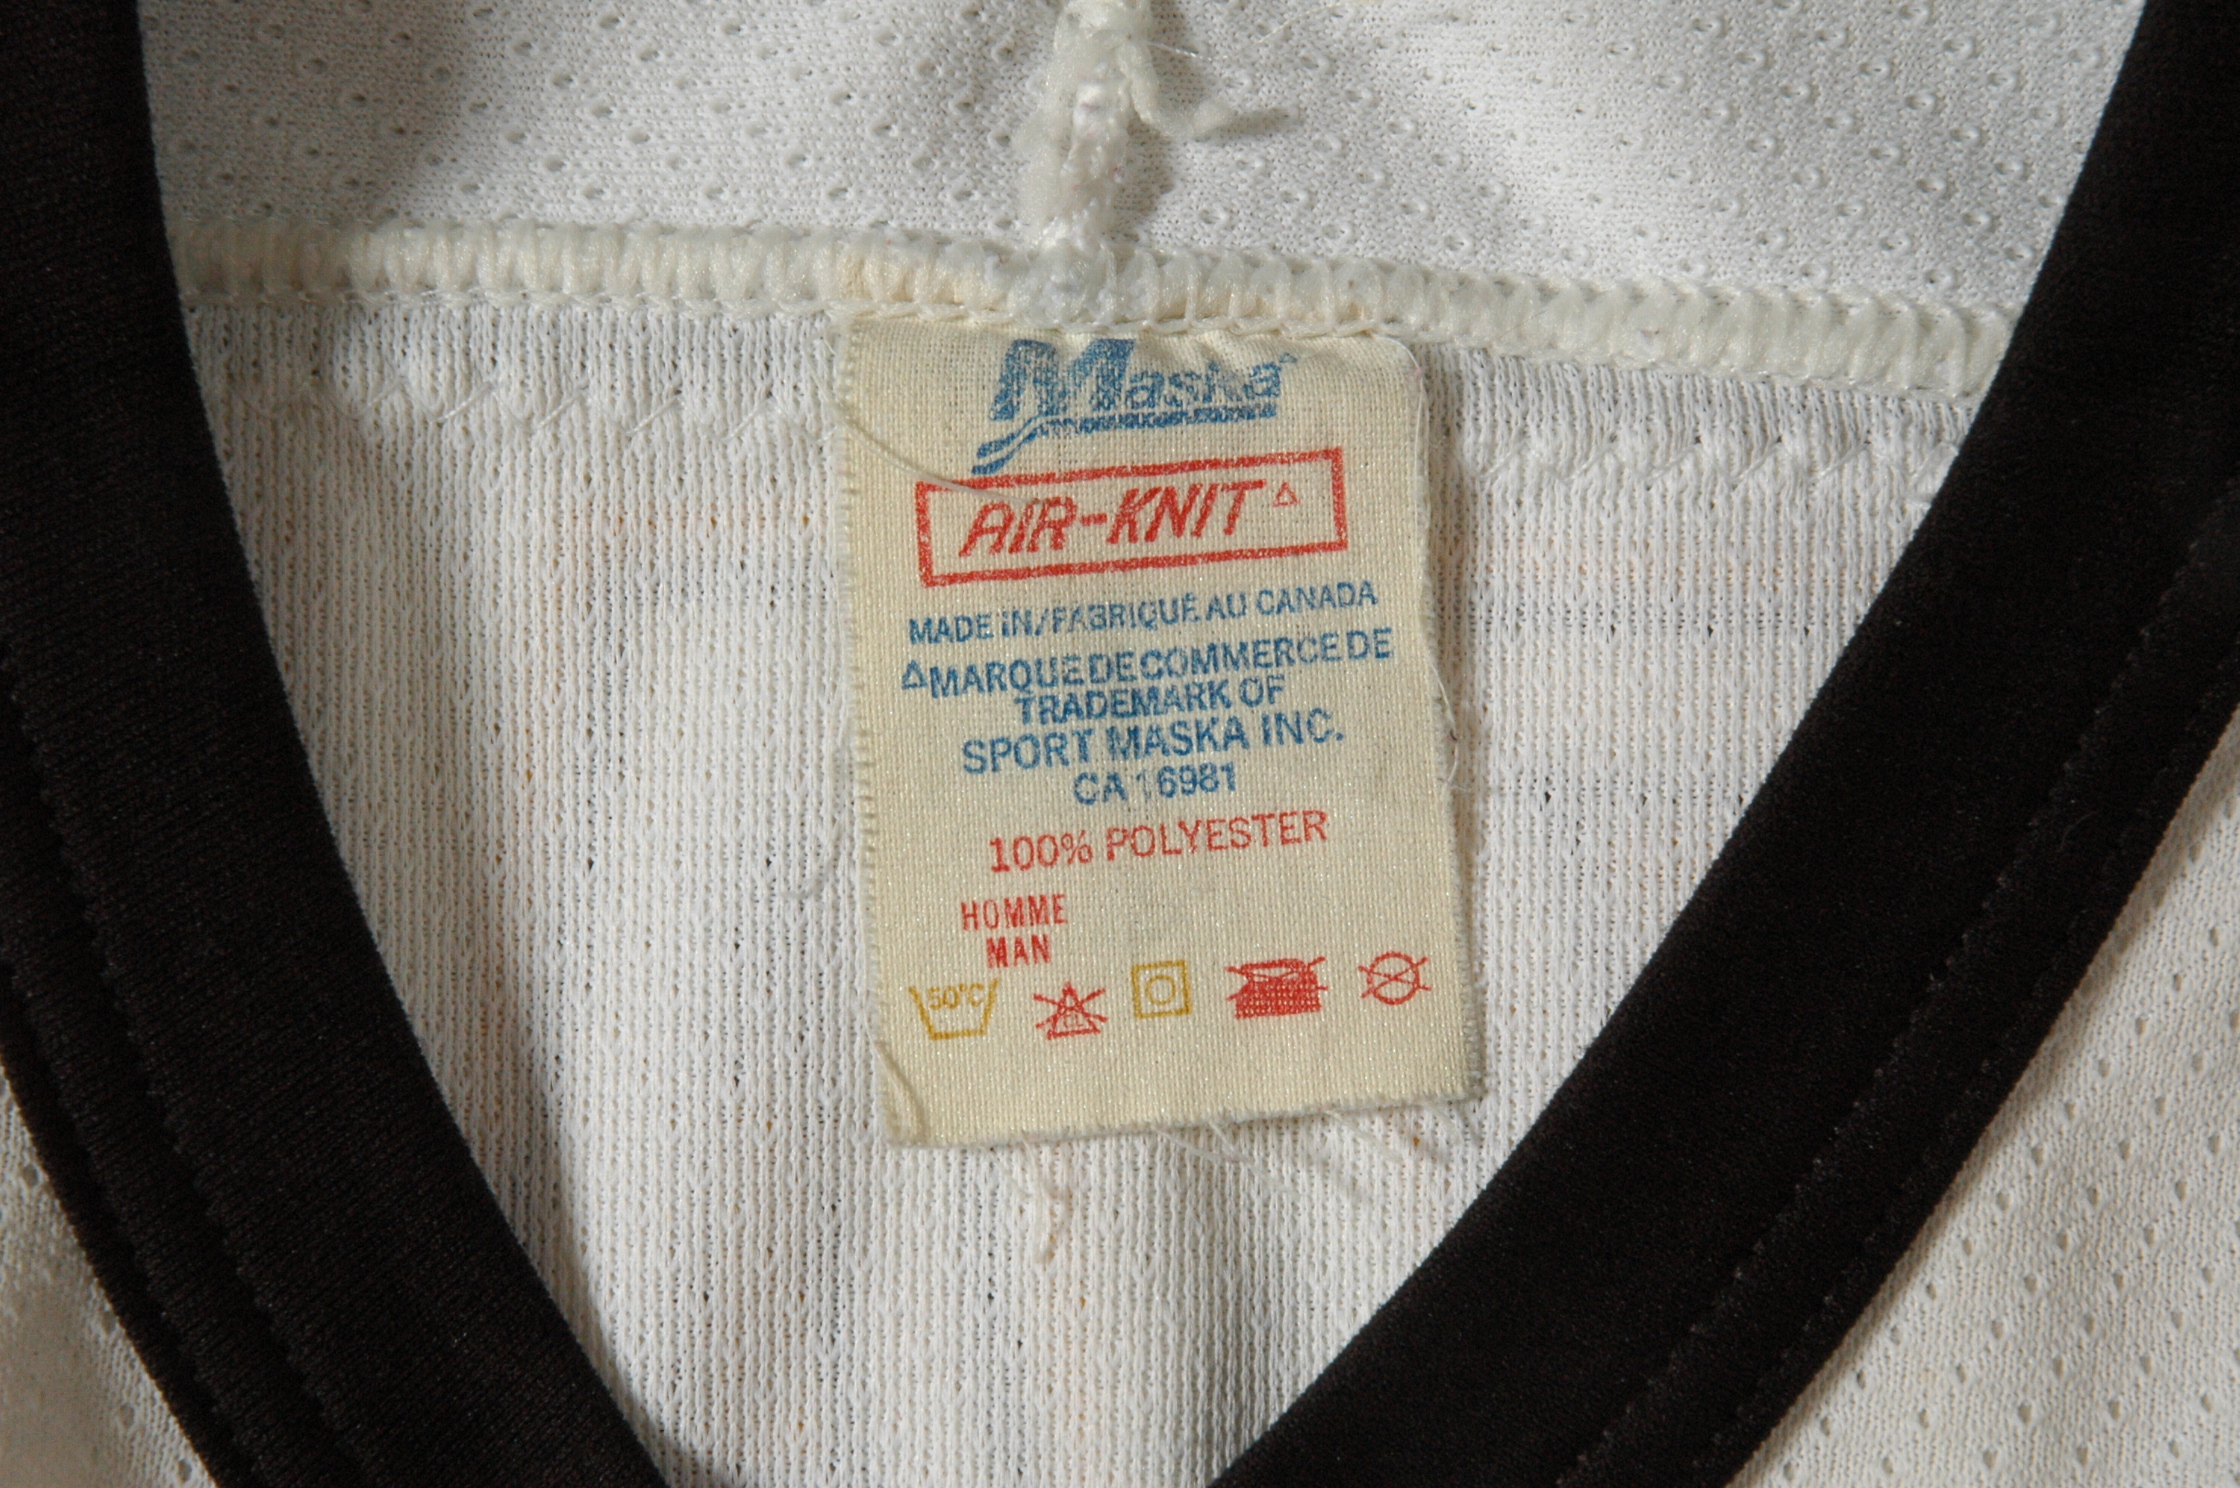 Maska△
AIR-KNIT△
MADE IN/FABRIQUÉ AU CANADA
△MARQUE DE COMMERCE DE
TRADEMARK OF
SPORT MASKA INC.
CA 16981
100% POLYESTER
HOMME
MAN
50°C